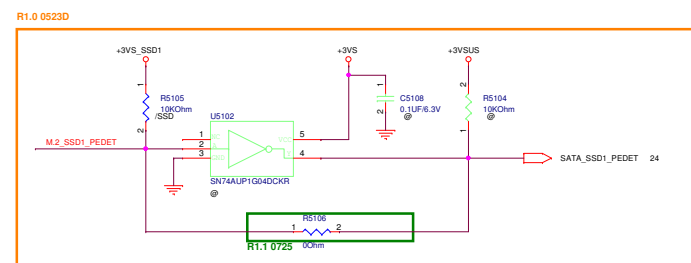 R1.0 0523D
+3VS_SSD1
+3VS
+3VSUS
1
R5105
10KOhm
/SSD
2
U5102
1
2
3
5
4
SN74AUP1G04DCKR
@
1
C5108
0.1UF/6.3V
@
2
2
R5104
10KOhm
@
1
M.2_SSD1_PEDET
SATA_SSD1_PEDET 24
R5106
1
2
0Ohm
R1.1 0725